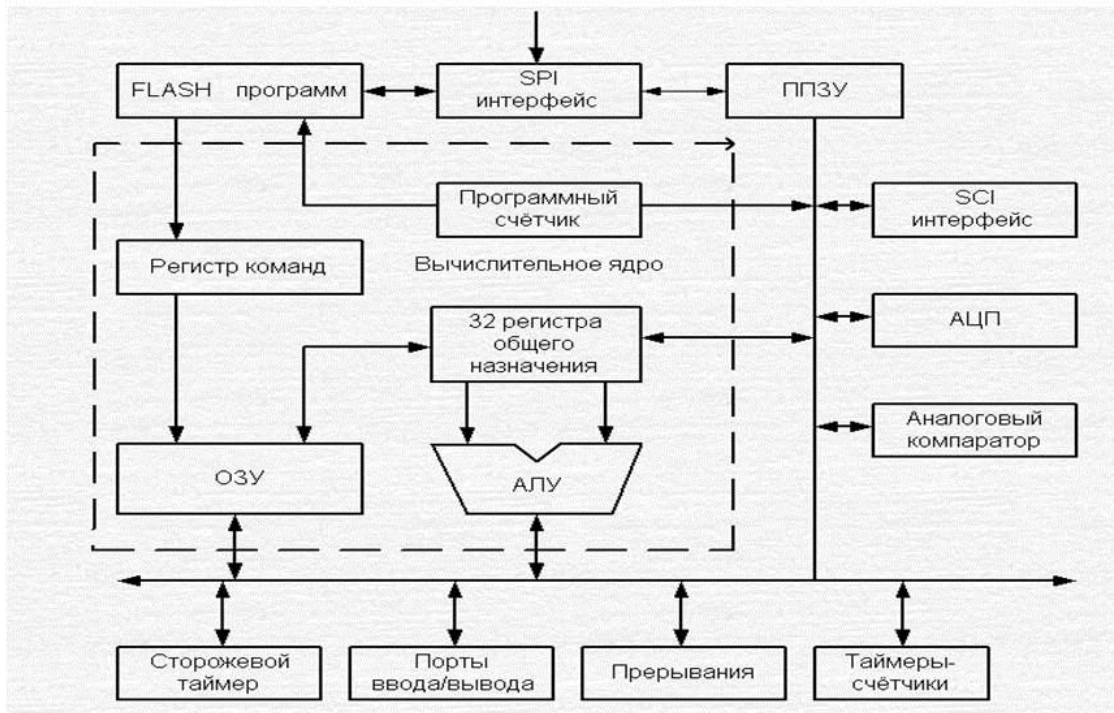 FLASH программ
SPI
интерфейс
ППЗУ
Программный
счётчик
SCI
интерфейс
Регистр команд
Вычислительное ядро
32 регистра
общего
назначения
АЦП
Аналоговый
компаратор
ОЗУ
АЛУ
Сторожевой
таймер
Порты
ввода/вывода
Прерывания
Таймеры-
счётчики